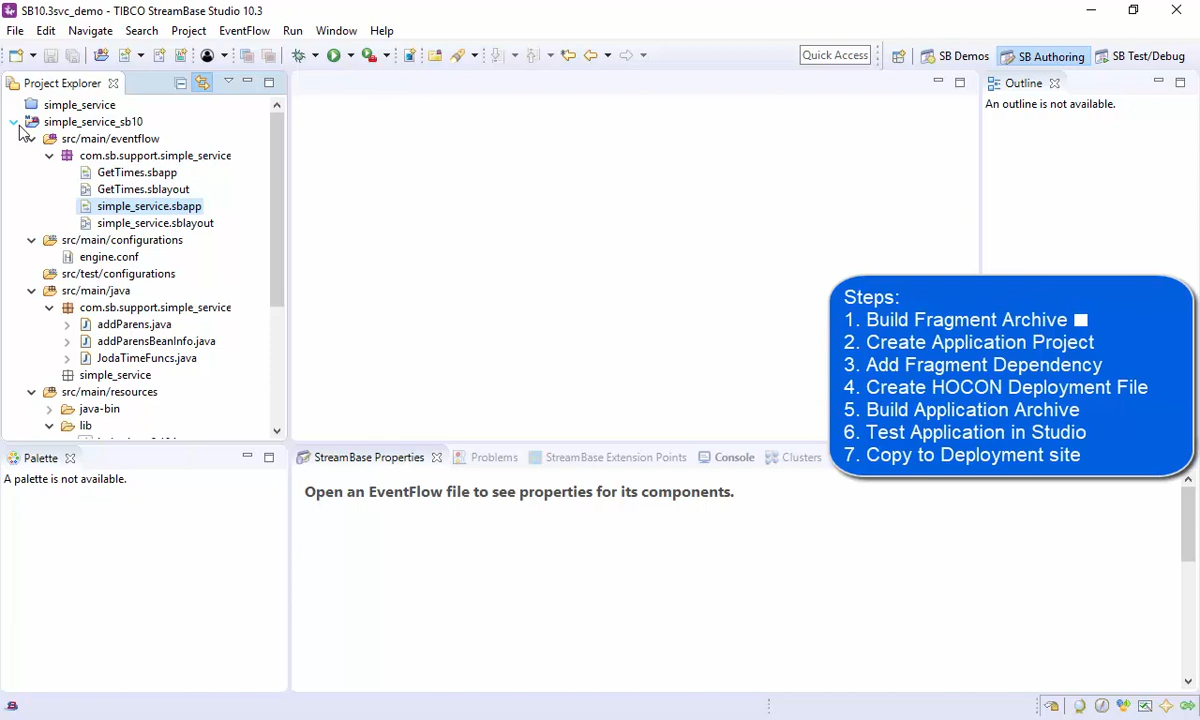 SB10.3svc_demo - TIBCO StreamBase Studio 10.3
File Edit Navigate Search Project EventFlow Run Window Help
Quick Access
SB Demos
SB Authoring
SB Test/Debug
Project Explorer
simple_service
simple_service_sb10
src/main/eventflow
com.sb.support.simple_service
GetTimes.sbapp
GetTimes.sblayout
simple_service.sbapp
simple_service.sblayout
src/main/configurations
engine.conf
src/test/configurations
src/main/java
com.sb.support.simple_service
addParens.java
addParensBeanInfo.java
JodaTimeFuncs.java
simple_service
src/main/resources
java-bin
lib
Outline
An outline is not available.
Steps:
1. Build Fragment Archive
2. Create Application Project
3. Add Fragment Dependency
4. Create HOCON Deployment File
5. Build Application Archive
6. Test Application in Studio
7. Copy to Deployment site
Palette
A palette is not available.
StreamBase Properties
Problems
StreamBase Extension Points
Console
Clusters
Open an EventFlow file to see properties for its components.